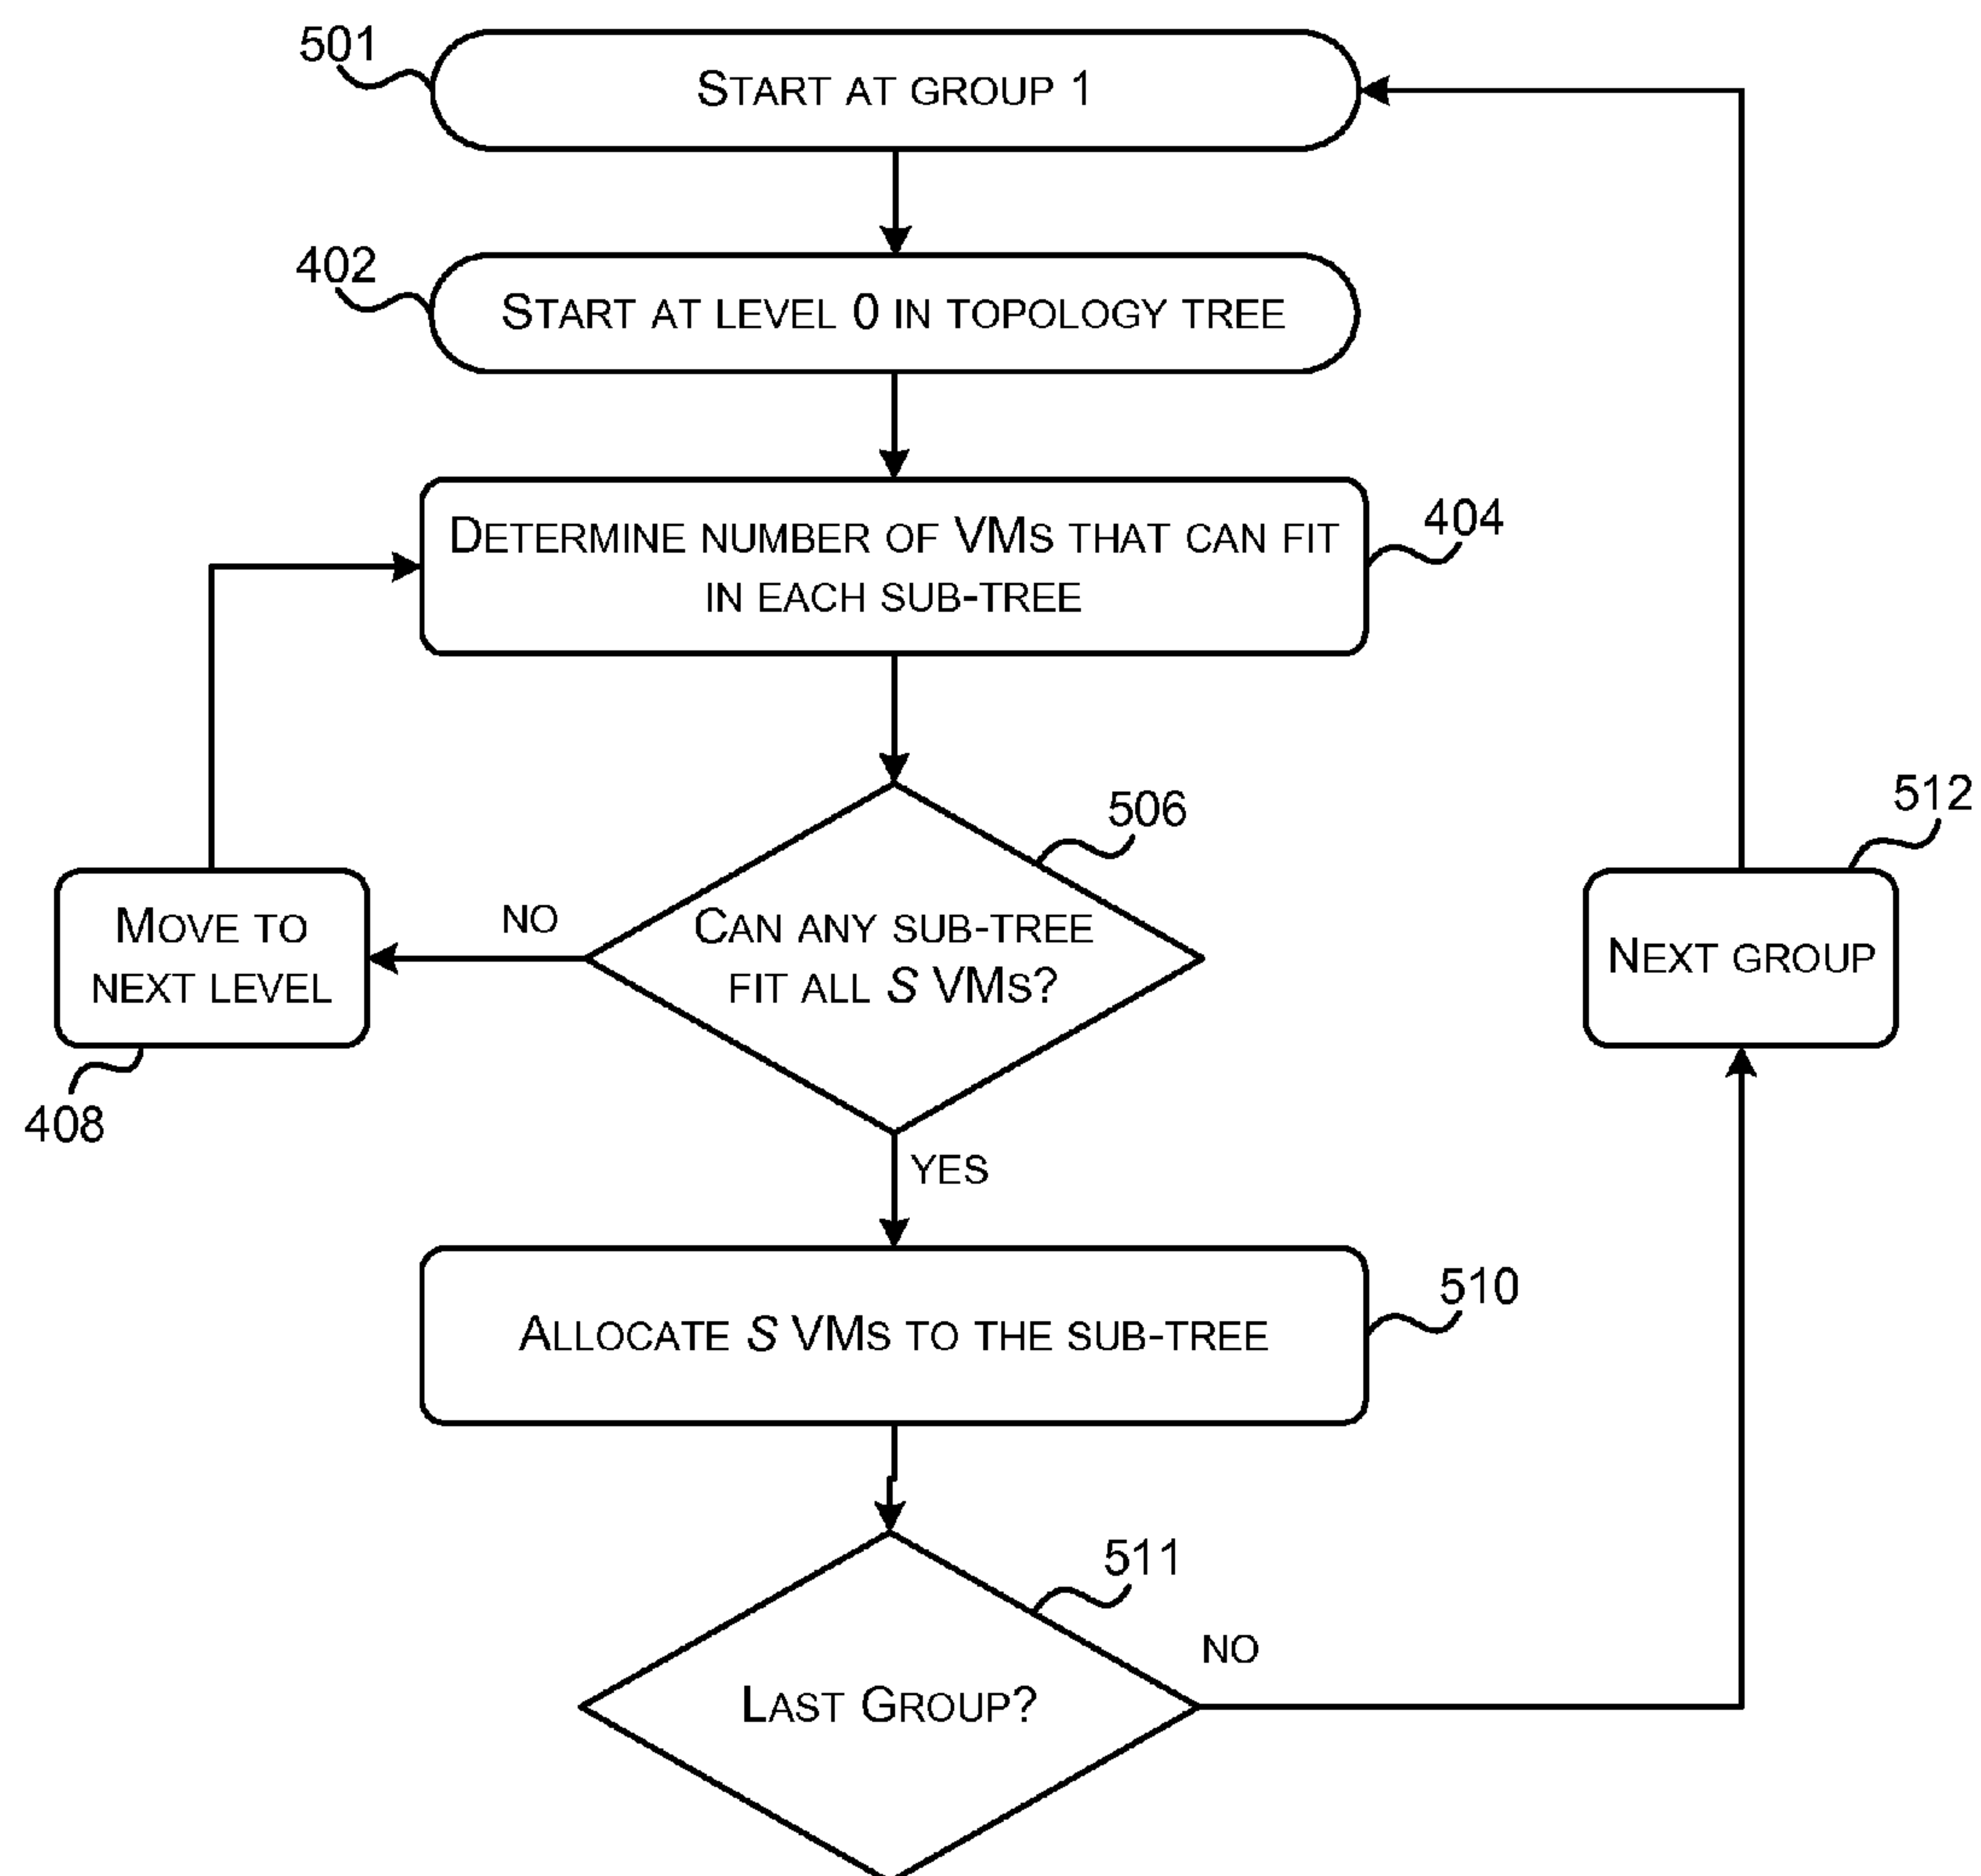 501
START AT GROUP 1
402
START AT LEVEL 0 IN TOPOLOGY TREE
DETERMINE NUMBER OF VMS THAT CAN FIT
IN EACH SUB-TREE
404
506
512
MOVE TO
NEXT LEVEL
NO
CAN ANY SUB-TREE
FIT ALL S VMS?
NEXT GROUP
408
YES
ALLOCATE S VMS TO THE SUB-TREE
510
511
NO
LAST GROUP?